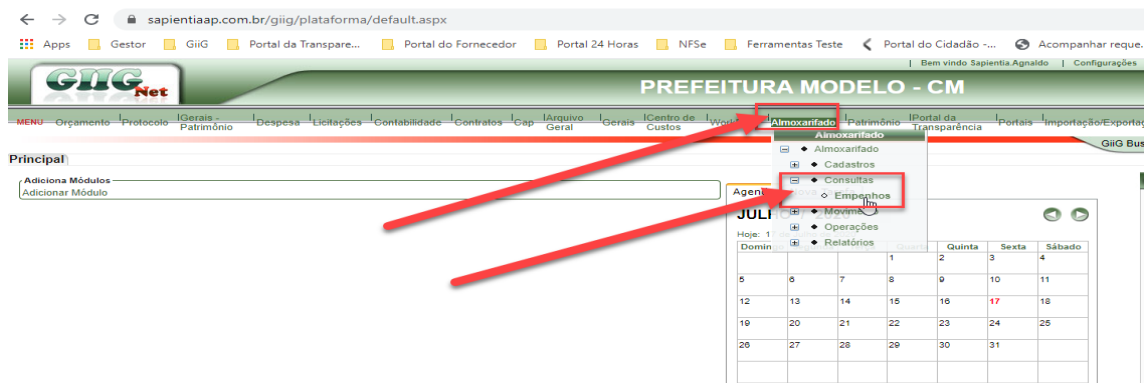 sapientiaap.com.br/giig/plataforma/default.aspx
Apps Gestor GiiG Portal da Transpare... Portal do Fornecedor Portal 24 Horas NFSe Ferramentas Teste Portal do Cidadão -... Acompanhar reque.
| Bem vindo Sapientia.Agnaldo | Configurações
GIIG Net
PREFEITURA MODELO - CM
MENU Orçamento Protocolo Gerais - Patrimônio Despesa Licitações Contabilidade Contratos Cap Arquivo Geral Gerais Centro de Custos Almoxarifado Patrimônio Portal da Transparência Portais Importação/Exportaç
Almoxarifado
GiiG Bus
Almoxarifado
Cadastros
Consultas
Empenhos
Operações
Relatórios
Principal
Adiciona Módulos
Adicionar Módulo
Hoje: 17
Quinta Sexta Sábado
1 2 3 4
5 6 7 8 9 10 11
12 13 14 15 16 17 18
19 20 21 22 23 24 25
26 27 28 29 30 31